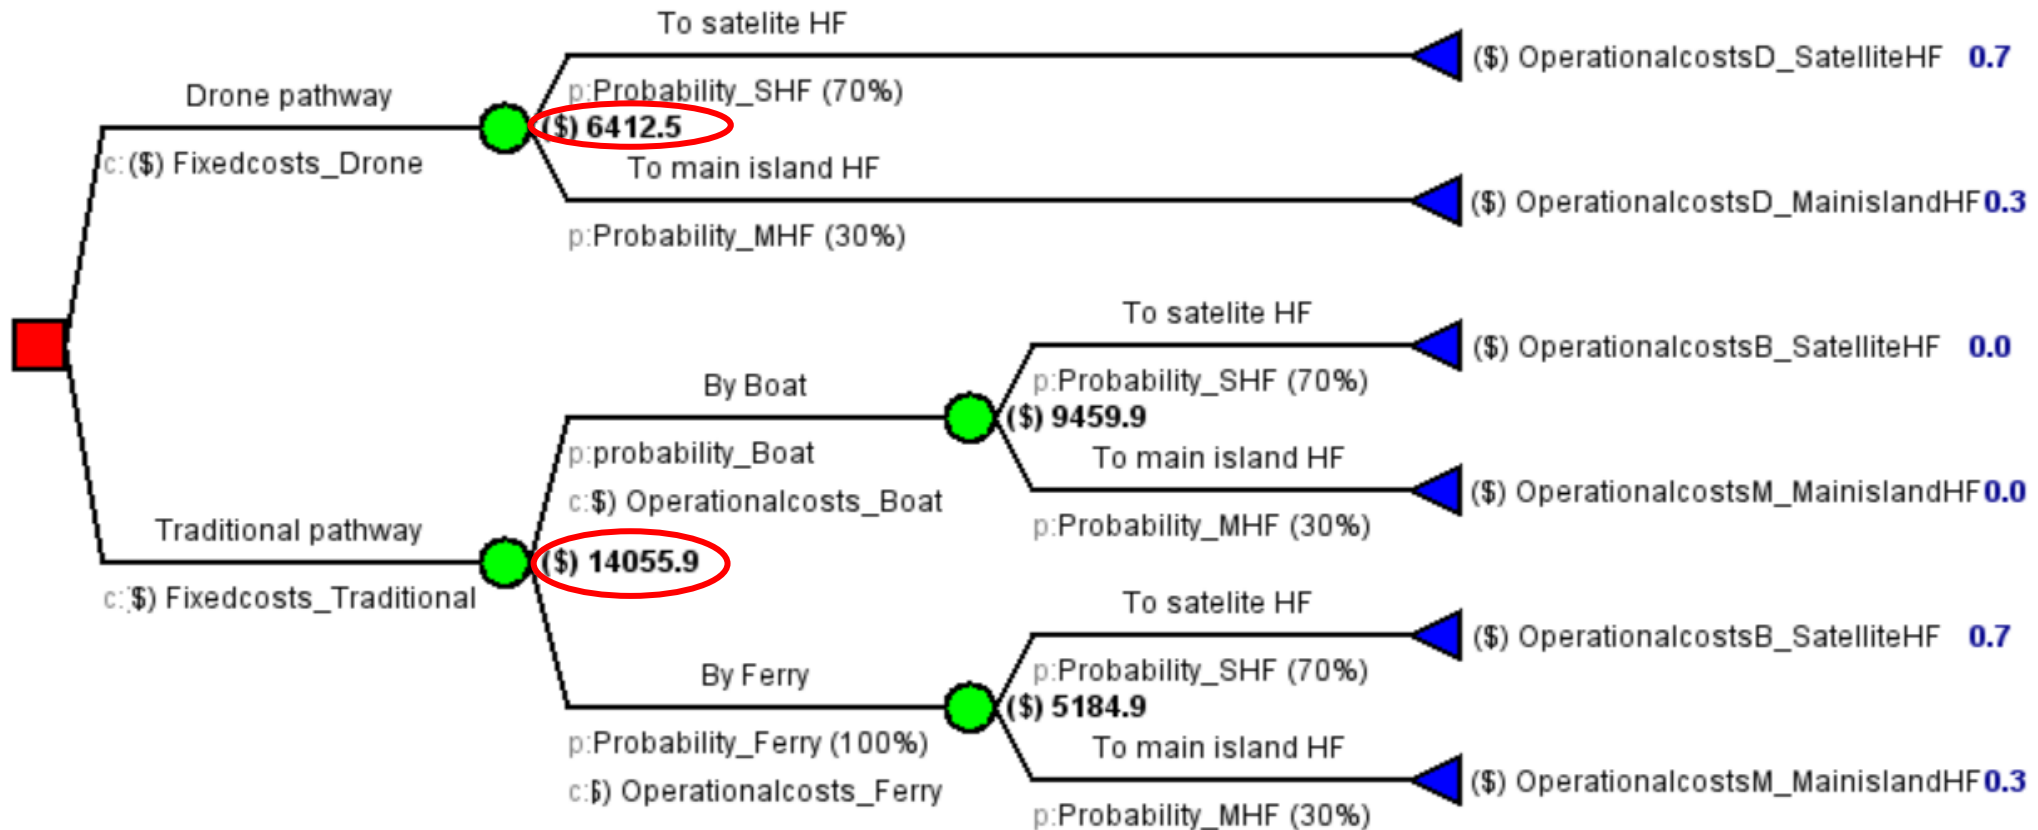 To satelite HF
($) OperationalcostsD_SatelliteHF 0.7
Drone pathway
p:Probability_SHF (70%)
($) 6412.5
c:($) Fixedcosts_Drone
To main island HF
($) OperationalcostsD_MainislandHF 0.3
p:Probability_MHF (30%)
To satelite HF
($) OperationalcostsB_SatelliteHF 0.0
By Boat
p:Probability_SHF (70%)
($) 9459.9
p:probability_Boat
To main island HF
c:$) Operationalcosts_Boat
($) OperationalcostsM_MainislandHF 0.0
p:Probability_MHF (30%)
Traditional pathway
($) 14055.9
c:$) Fixedcosts_Traditional
To satelite HF
($) OperationalcostsB_SatelliteHF 0.7
By Ferry
p:Probability_SHF (70%)
($) 5184.9
p:Probability_Ferry (100%)
To main island HF
c:$) Operationalcosts_Ferry
($) OperationalcostsM_MainislandHF 0.3
p:Probability_MHF (30%)